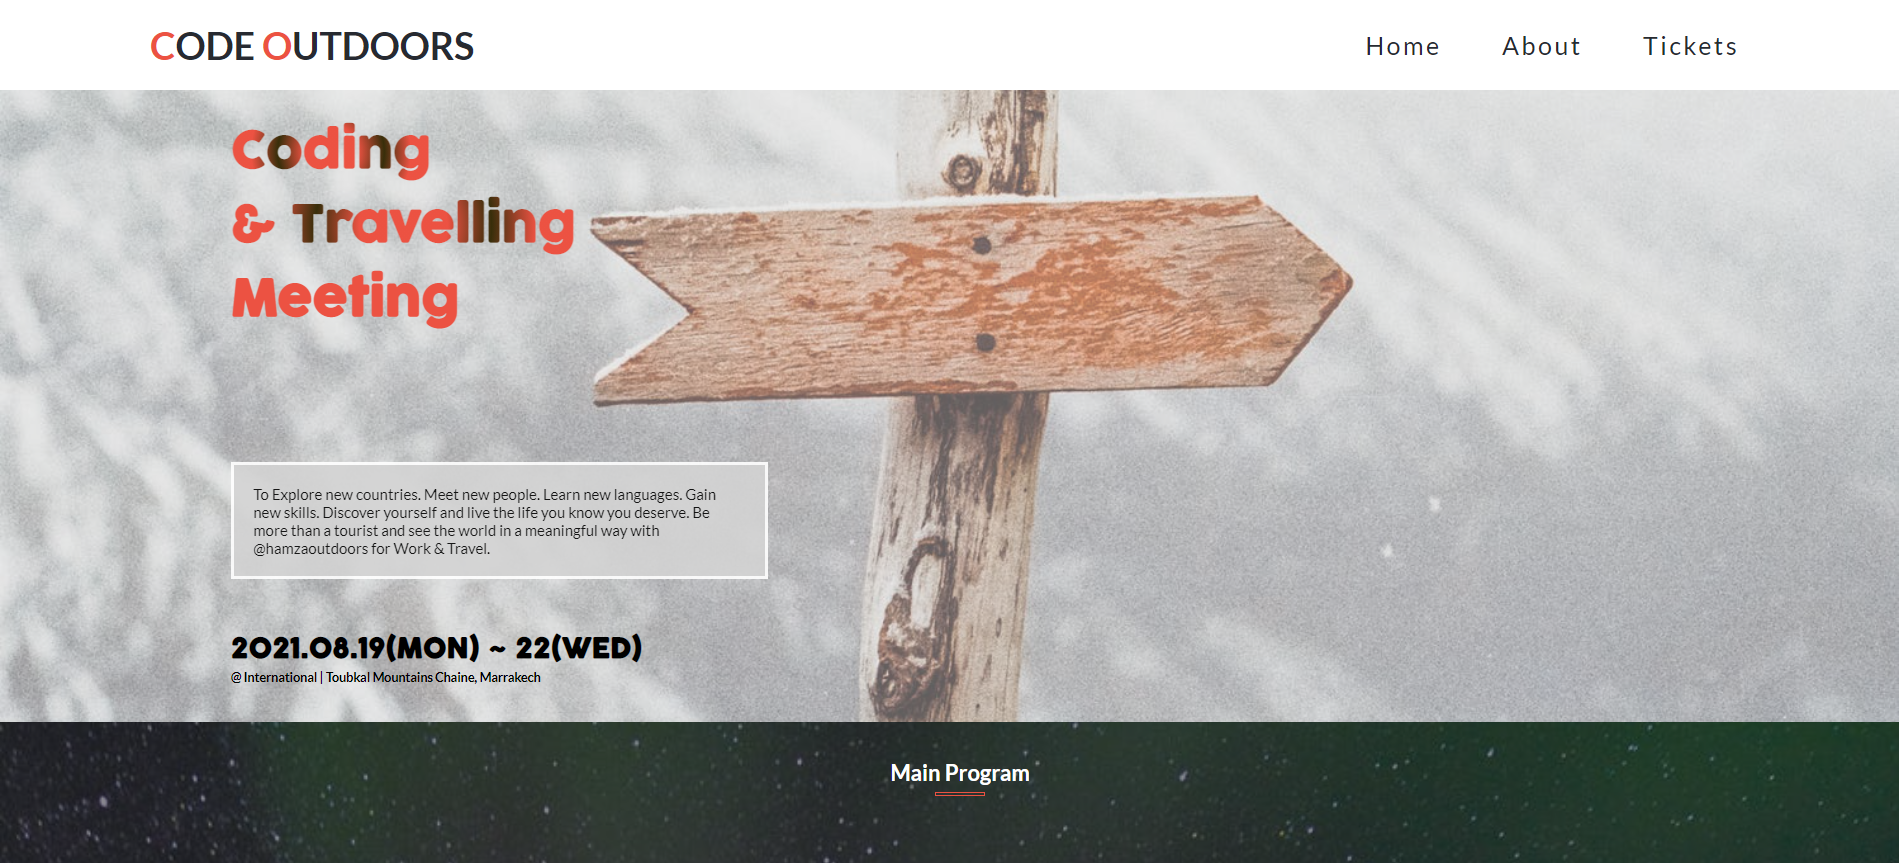 CODE OUTDOORS
Home
About
Tickets
Coding
& Travelling
Meeting
To Explore new countries. Meet new people. Learn new languages. Gain
new skills. Discover yourself and live the life you know you deserve. Be
more than a tourist and see the world in a meaningful way with
@hamzaoutdoors for Work & Travel.
2021.08.19(MON) ~ 22(WED)
@ International | Toubkal Mountains Chaine, Marrakech
Main Program